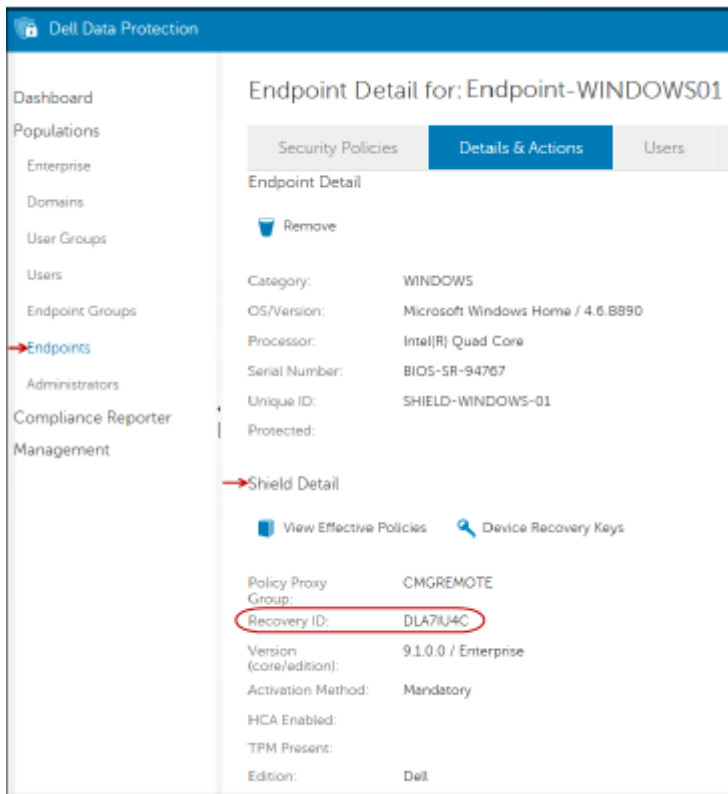 Dell Data Protection
Dashboard
Populations
Enterprise
Domains
User Groups
Users
Endpoint Groups
Endpoints
Administrators
Compliance Reporter
Management
Endpoint Detail for: Endpoint-WINDOWS01
Security Policies Details & Actions Users
Endpoint Detail
Remove
Category: WINDOWS
OS/Version: Microsoft Windows Home / 4.6.B890
Processor: Intel(R) Quad Core
Serial Number: BIOS-SR-94767
Unique ID: SHIELD-WINDOWS-01
Protected:
Shield Detail
View Effective Policies Device Recovery Keys
Policy Proxy
Group: CMGREMOTE
Recovery ID: DLA7IU4C
Version
(core/edition): 9.1.0.0 / Enterprise
Activation Method: Mandatory
HCA Enabled:
TPM Present:
Edition: Dell